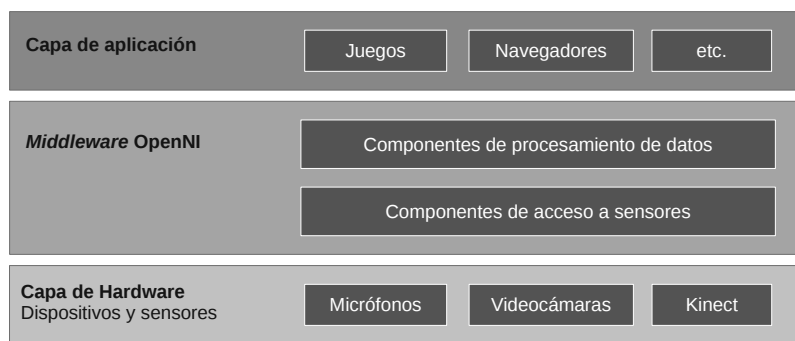 Capa de aplicación
Juegos
Navegadores
etc.
Middleware OpenNI
Componentes de procesamiento de datos
Componentes de acceso a sensores
Capa de Hardware
Dispositivos y sensores
Micrófonos
Videocámaras
Kinect